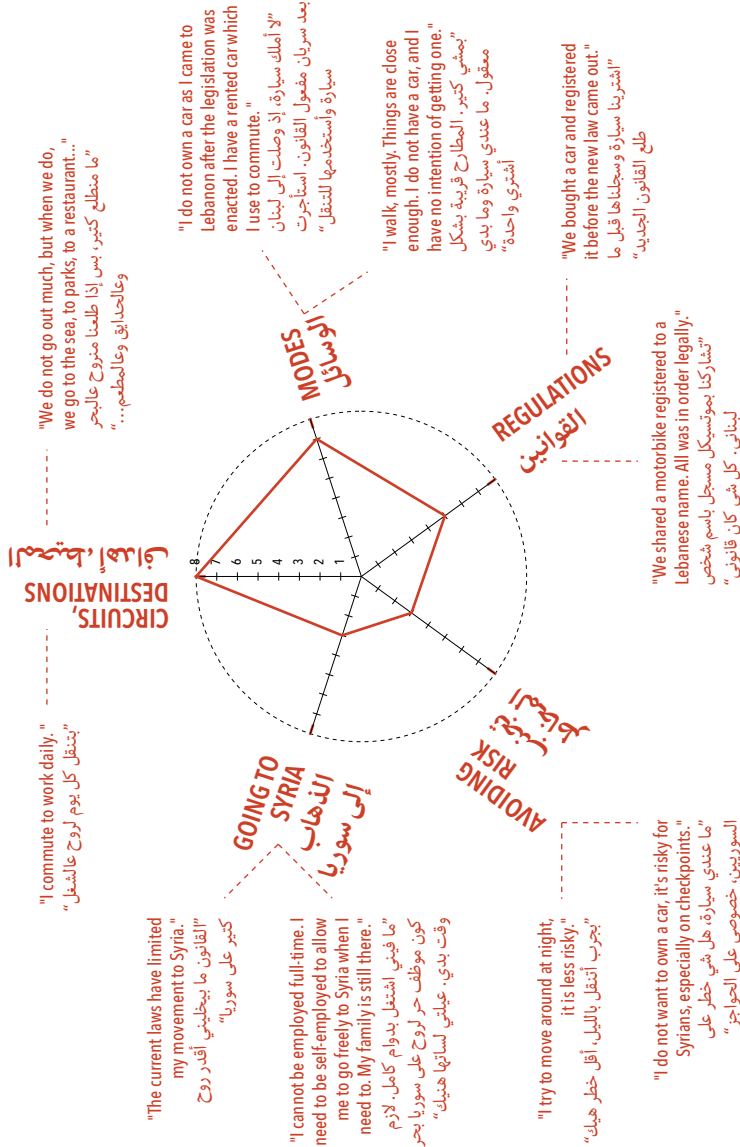 "We do not go out much, but when we do,
we go to the sea, to parks, to a restaurant..."
”ما منطلع كتير، بس إذا طلعنا منروح عالبحر
وعالحدايق وعالمطعم...“
"I commute to work daily. "
”بتنقل كل يوم لروح عالشغل“
CIRCUITS,
DESTINATIONS
المحيط، أهداف
8
7
6
5
4
3
2
1
"I do not own a car as I came to
Lebanon after the legislation was
enacted. I have a rented car which
I use to commute."
”لا أملك سيارة، إذ وصلت إلى لبنان
بعد سريان مفعول القانون. استأجرت
سيارة وأستخدمها للتنقل“
MODES
الوسائل
"I walk, mostly. Things are close
enough. I do not have a car, and I
have no intention of getting one."
”بمشي كتير. المطارح قريبة بشكل
معقول. ما عندي سيارة وما بدي
أشتري واحدة“
REGULATIONS
القوانين
"We bought a car and registered
it before the new law came out."
”اشترينا سيارة وسجلناها قبل ما
طلع القانون الجديد“
"We shared a motorbike registered to a
Lebanese name. All was in order legally."
”تشاركنا بموتسيكل مسجل باسم شخص
لبناني. كل شي كان قانوني“
AVOIDING
RISK
تجنب
المخاطر
"I try to move around at night,
it is less risky."
”بجرب أتنقل بالليل، أقل خطر هيك“
"I do not want to own a car, it's risky for
Syrians, especially on checkpoints."
”ما عندي سيارة، هل شي خطر على
السوريين، خصوصي على الحواجز“
GOING TO
SYRIA
الذهاب
إلى سوريا
"The current laws have limited
my movement to Syria."
”القانون ما بيخليني أقدر روح
كتير على سوريا“
"I cannot be employed full-time. I
need to be self-employed to allow
me to go freely to Syria when I
need to. My family is still there."
”ما فيني اشتغل بدوام كامل. لازم
كون موظف حر لروح على سوريا بحر
وقت بدي. عيلتي لساتها هنيك“